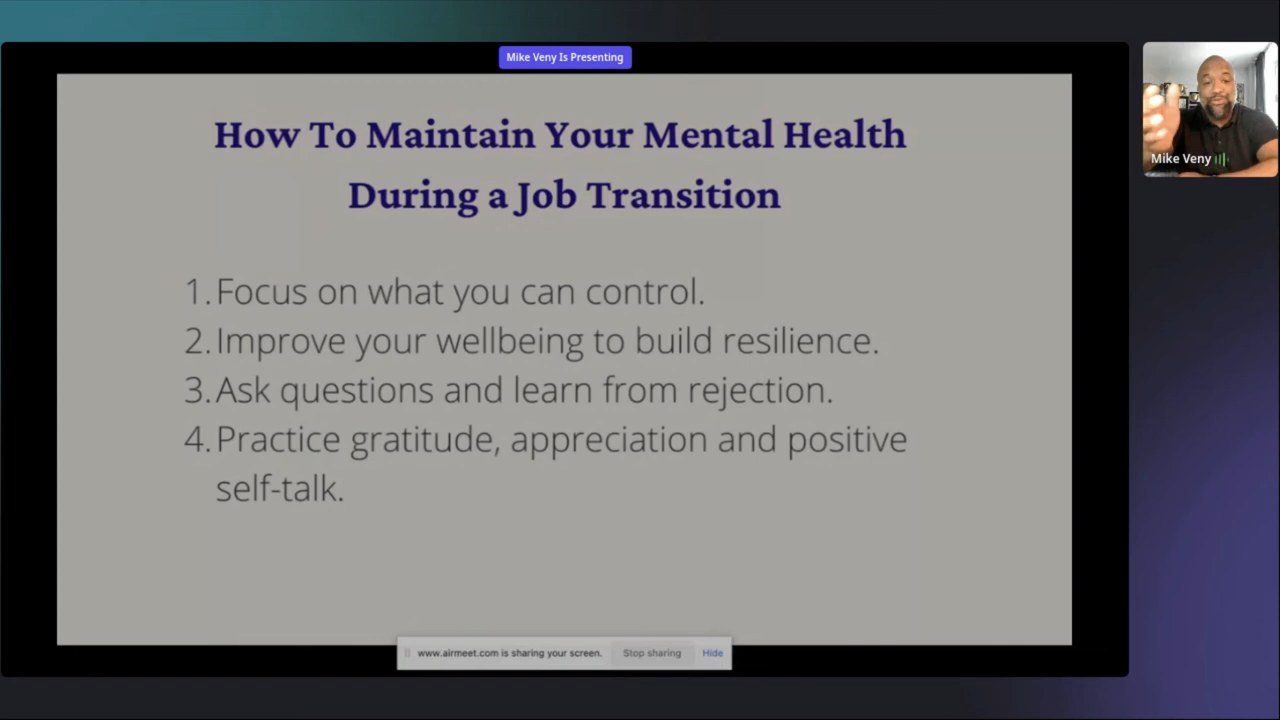 Mike Veny Is Presenting
How To Maintain Your Mental Health
During a Job Transition
1. Focus on what you can control.
2. Improve your wellbeing to build resilience.
3. Ask questions and learn from rejection.
4. Practice gratitude, appreciation and positive
self-talk.
Mike Veny
www.airmeet.com is sharing your screen. Stop sharing Hide